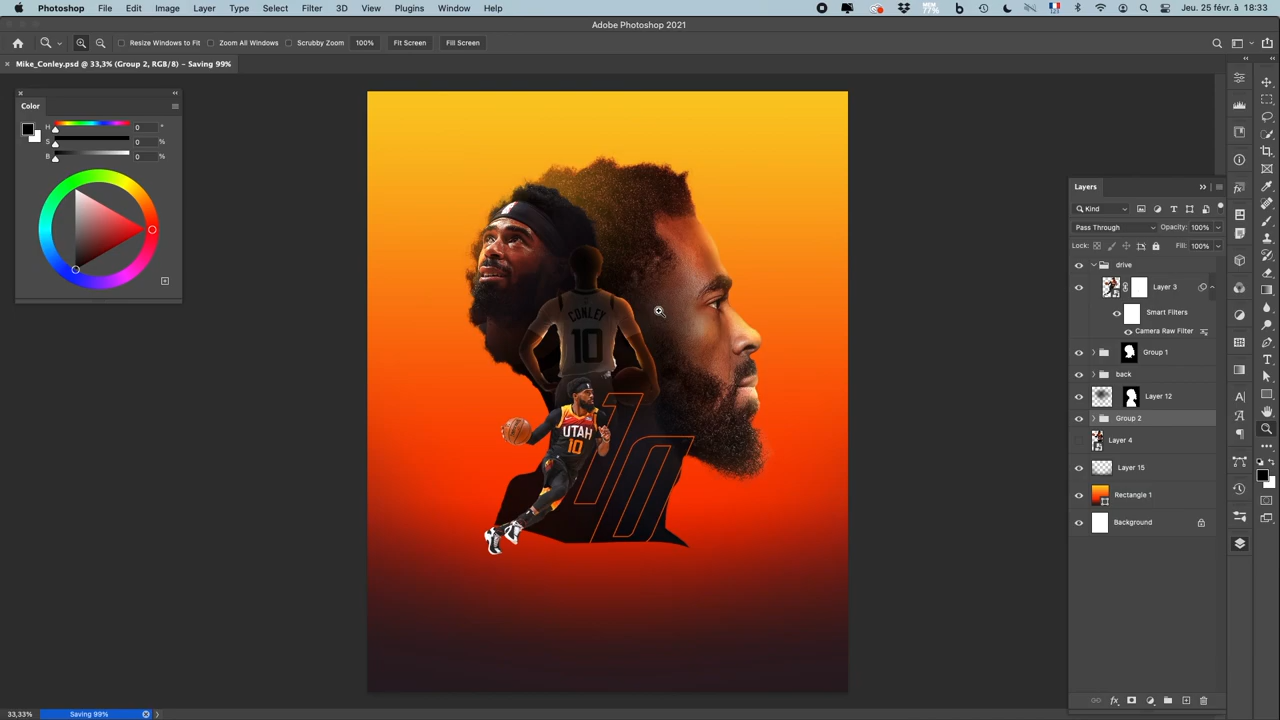 Photoshop File Edit Image Layer Type Select Filter 3D View Plugins Window Help Jeu. 25 févr. à 18:33
Adobe Photoshop 2021
Resize Windows to Fit Zoom All Windows Scrubby Zoom 100% Fit Screen Fill Screen
Mike_Conley.psd @ 33,3% (Group 2, RGB/8) – Saving 99%
Color
H 0 °
S 0 %
B 0 %
CONLEY
10
UTAH
10
10
Layers
Kind
Pass Through Opacity: 100%
Lock: Fill: 100%
drive
Layer 3
Smart Filters
Camera Raw Filter
Group 1
back
Layer 12
Group 2
Layer 4
Layer 15
Rectangle 1
Background
33,33% Saving 99%